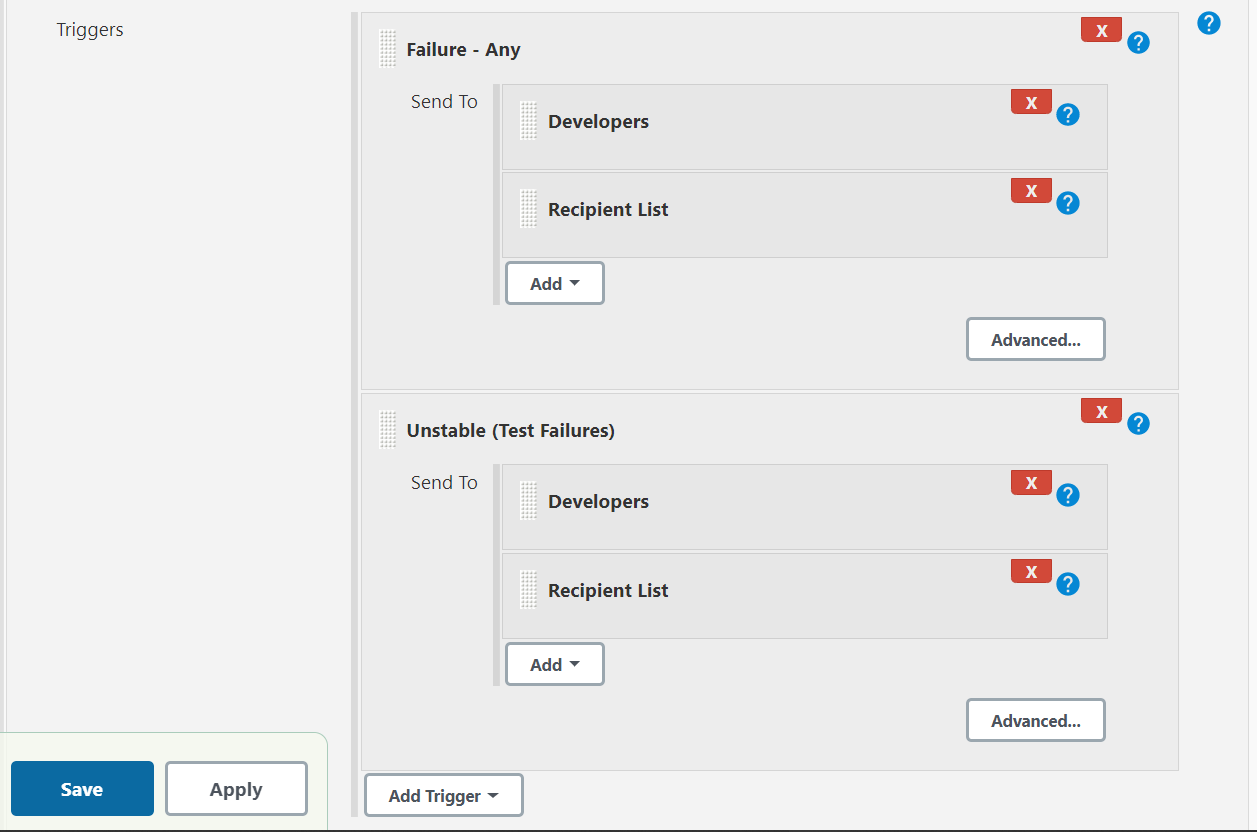 Triggers
X
?
?
Failure - Any
Send To
X
?
Developers
X
?
Recipient List
Add
Advanced...
X
?
Unstable (Test Failures)
Send To
X
?
Developers
X
?
Recipient List
Add
Advanced...
Save
Apply
Add Trigger